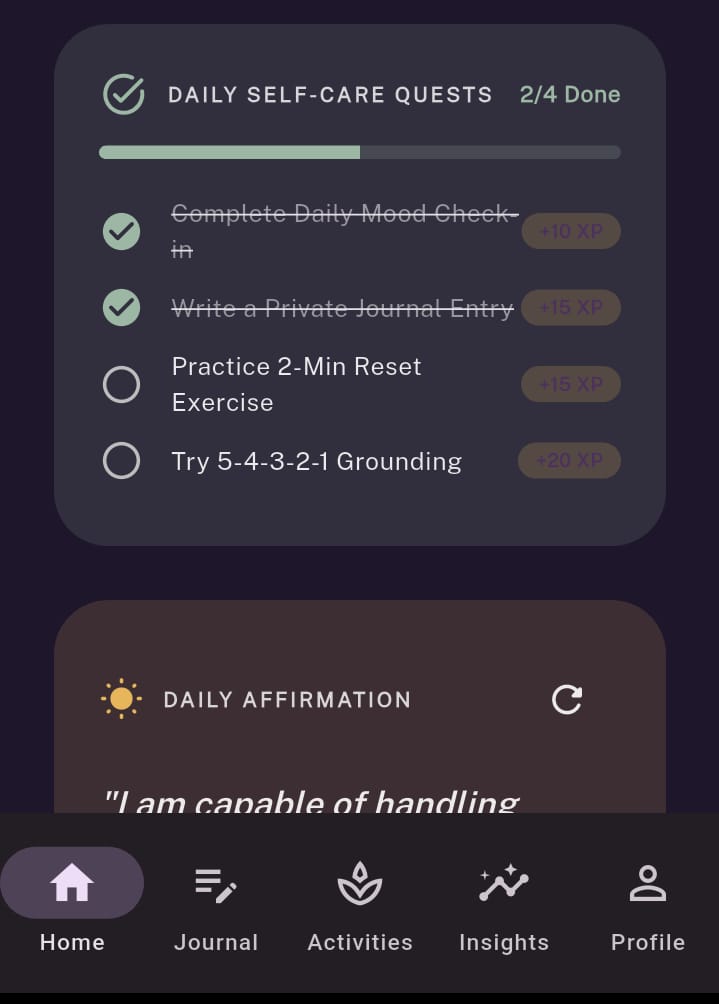 DAILY SELF-CARE QUESTS 2/4 Done
Complete Daily Mood Check-
in
+10 XP
Write a Private Journal Entry +15 XP
Practice 2-Min Reset
Exercise
+15 XP
Try 5-4-3-2-1 Grounding +20 XP
DAILY AFFIRMATION
"I am capable of handling
Home Journal Activities Insights Profile